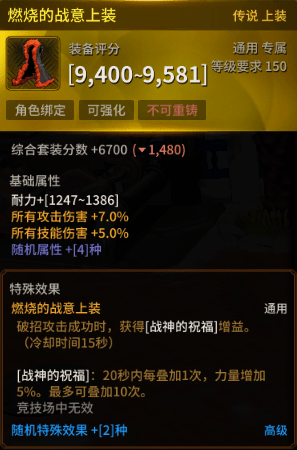 燃烧的战意上装 传说 上装
装备评分 通用 专属
[9,400~9,581] 等级要求 150
角色绑定 可强化 不可重铸
综合套装分数 +6700 (▼1,480)
基础属性
耐力+[1247~1386]
所有攻击伤害 +7.0%
所有技能伤害 +5.0%
随机属性 +[4]种
特殊效果
燃烧的战意上装 通用
破招攻击成功时，获得[战神的祝福]增益。
（冷却时间15秒）
[战神的祝福]：20秒内每叠加1次，力量增加
5%。最多可叠加10次。
竞技场中无效
随机特殊效果 +[2]种 高级